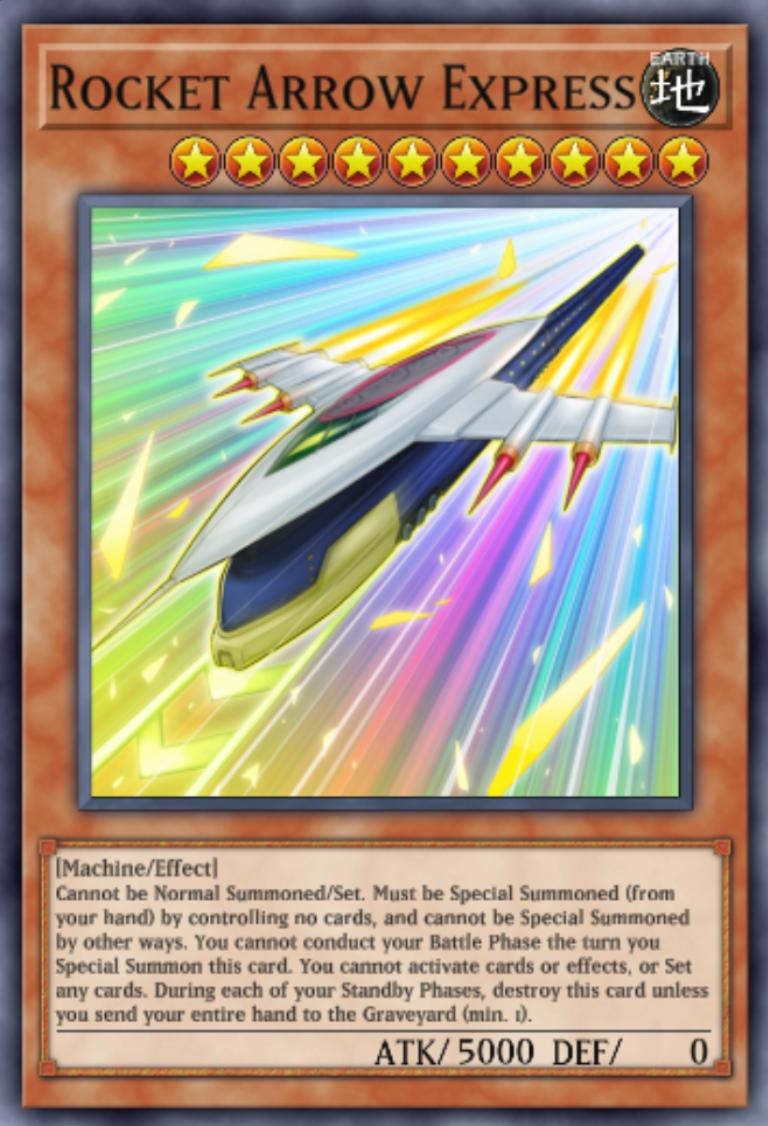 ROCKET ARROW EXPRESS
EARTH
地
[Machine/Effect]
Cannot be Normal Summoned/Set. Must be Special Summoned (from
your hand) by controlling no cards, and cannot be Special Summoned
by other ways. You cannot conduct your Battle Phase the turn you
Special Summon this card. You cannot activate cards or effects, or Set
any cards. During each of your Standby Phases, destroy this card unless
you send your entire hand to the Graveyard (min. 1).
ATK/ 5000 DEF/ 0